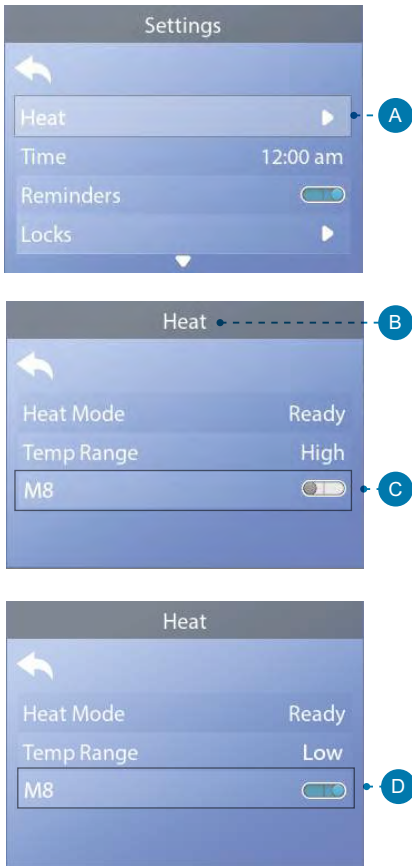 Settings
Heat
A
Time 12:00 am
Reminders
Locks
Heat
B
Heat Mode Ready
Temp Range High
M8
C
Heat
Heat Mode Ready
Temp Range Low
M8
D